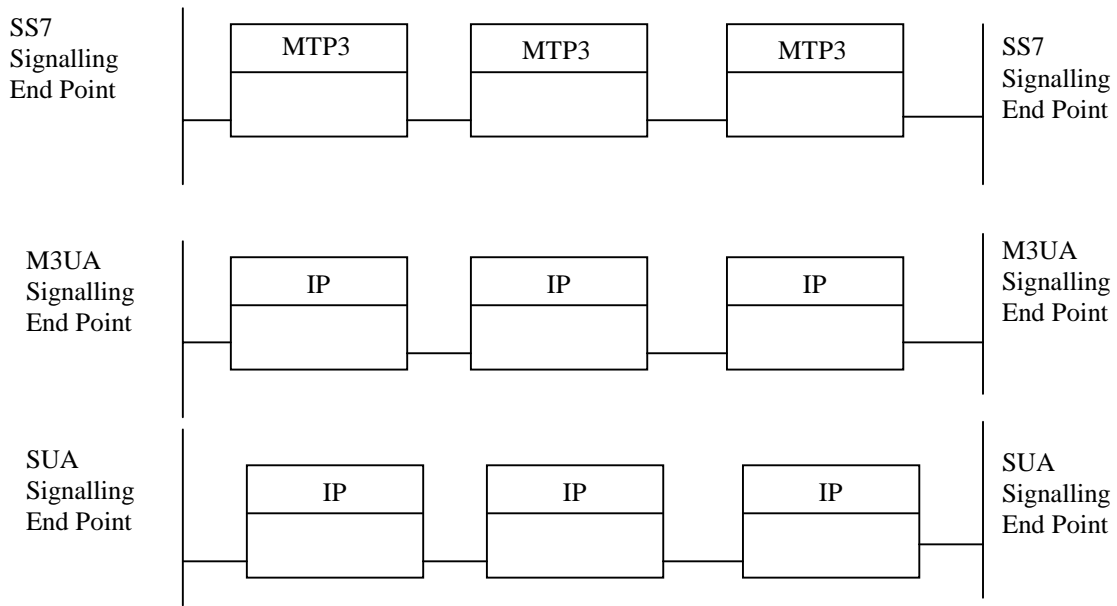 SS7
Signalling
End Point
MTP3
MTP3
MTP3
SS7
Signalling
End Point
M3UA
Signalling
End Point
IP
IP
IP
M3UA
Signalling
End Point
SUA
Signalling
End Point
IP
IP
IP
SUA
Signalling
End Point